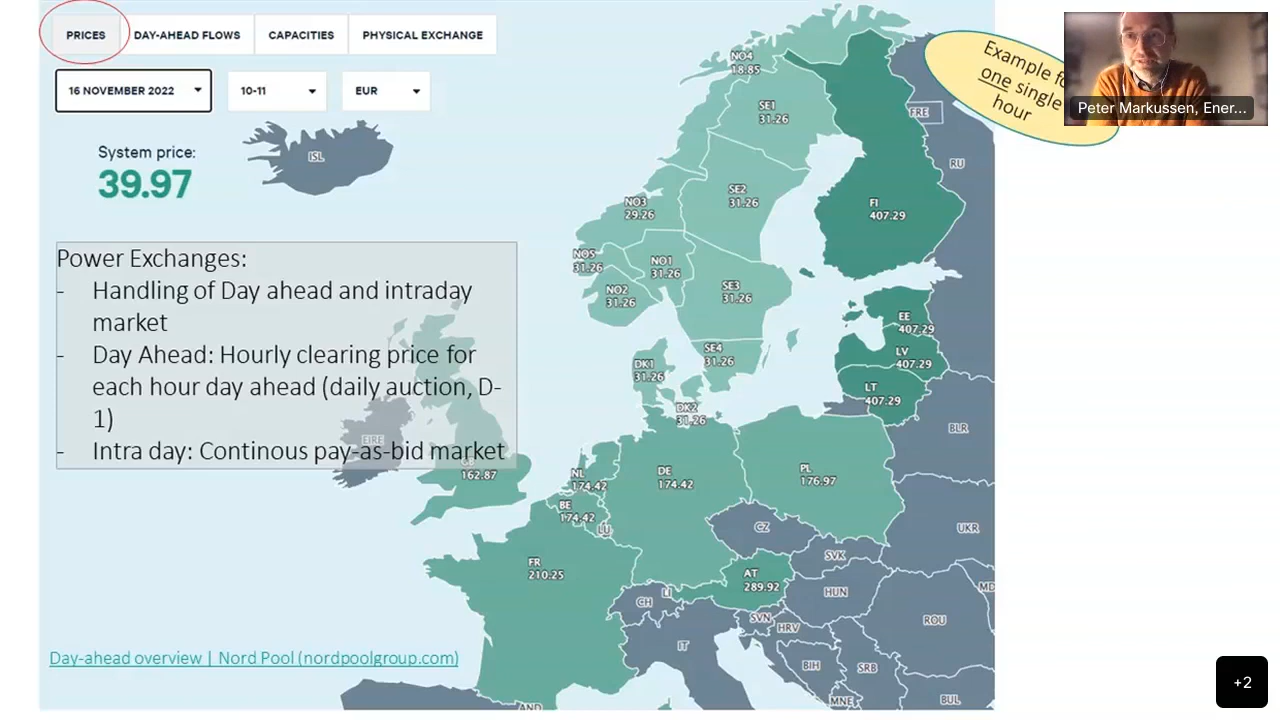 PRICES
DAY-AHEAD FLOWS
CAPACITIES
PHYSICAL EXCHANGE
16 NOVEMBER 2022
10-11
EUR
System price:
39.97
Power Exchanges:
- Handling of Day ahead and intraday
market
- Day Ahead: Hourly clearing price for
each hour day ahead (daily auction, D-
1)
- Intra day: Continous pay-as-bid market
Day-ahead overview | Nord Pool (nordpoolgroup.com)
Example
one single
hour
Peter Markussen, Ener...
+2
ISL
NO4
18.85
SE1
31.26
FRE
RU
SE2
31.26
NO3
29.26
FI
407.29
NO5
31.26
NO1
31.26
NO2
31.26
SE3
31.26
EE
407.29
SE4
31.26
DK1
31.26
LV
407.29
LT
407.29
DK2
31.26
BLR
EIRE
GB
162.87
NL
174.42
DE
174.42
PL
176.97
BE
174.42
LU
CZ
UKR
SVK
FR
210.25
AT
289.92
LI
CH
HUN
MD
SVN
HRV
ROU
IT
BIH
SRB
MNE
BUL
AND